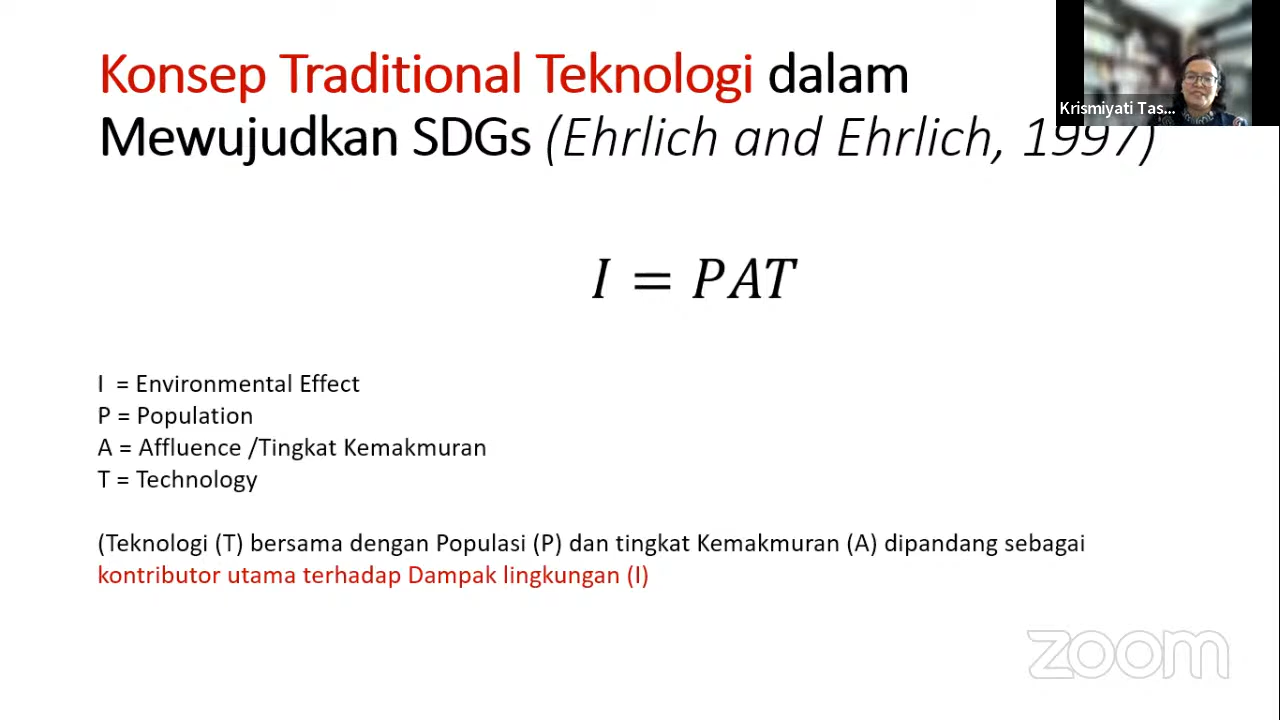 Konsep Traditional Teknologi dalam
Mewujudkan SDGs (Ehrlich and Ehrlich, 1997)
Krismiyati Tas...
I = PAT
I = Environmental Effect
P = Population
A = Affluence /Tingkat Kemakmuran
T = Technology
(Teknologi (T) bersama dengan Populasi (P) dan tingkat Kemakmuran (A) dipandang sebagai
kontributor utama terhadap Dampak lingkungan (I)
zoom